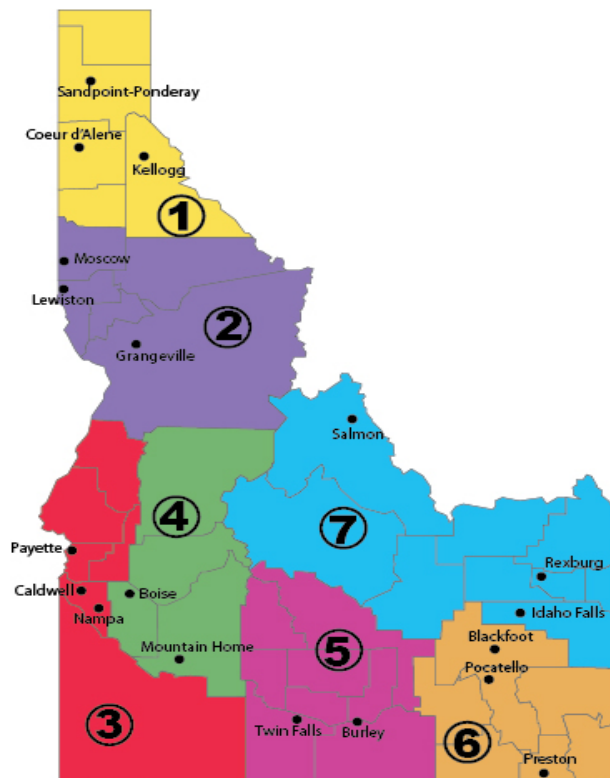 Sandpoint-Ponderay
Coeur d'Alene
Kellogg
1
Moscow
Lewiston
2
Grangeville
Salmon
4
7
Payette
Rexburg
Caldwell
Boise
Nampa
Idaho Falls
Blackfoot
Mountain Home
5
Pocatello
3
Twin Falls
Burley
6
Preston